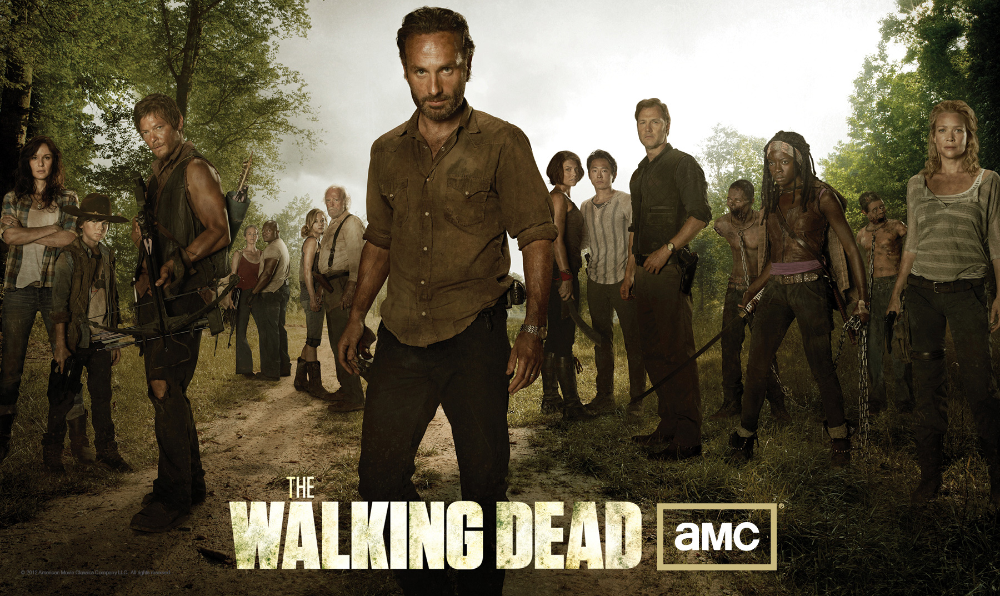 THE
WALKING DEAD
aMC®
© 2012 American Movie Classics Company LLC. All rights reserved.